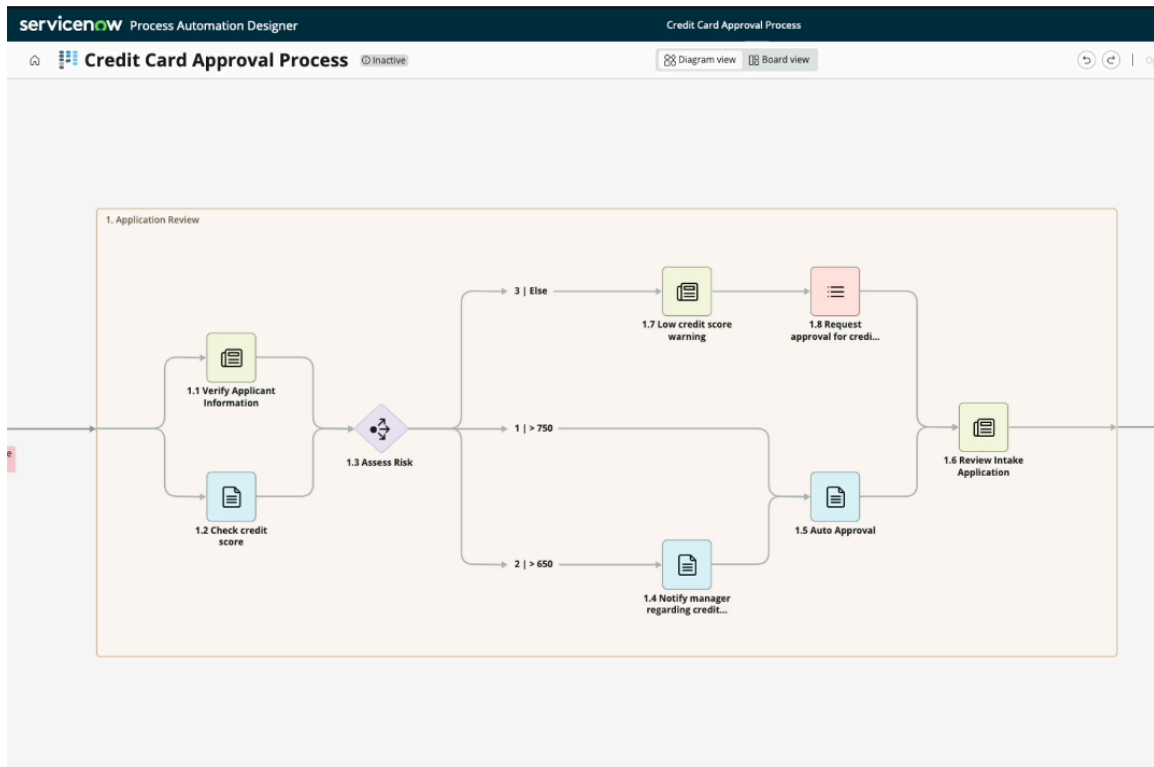 servicenow Process Automation Designer
Credit Card Approval Process
Credit Card Approval Process
Inactive
Diagram view
Board view
1. Application Review
3 | Else
1.7 Low credit score
warning
1.8 Request
approval for credi...
1.1 Verify Applicant
Information
1 | > 750
1.3 Assess Risk
1.6 Review Intake
Application
1.2 Check credit
score
1.5 Auto Approval
2 | > 650
1.4 Notify manager
regarding credit...